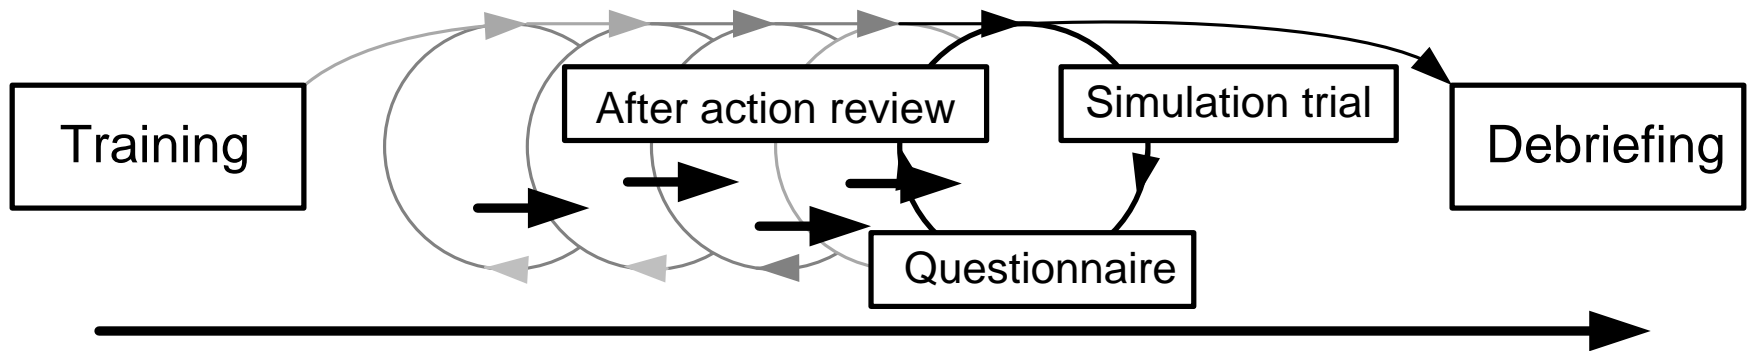 Training
After action review
Simulation trial
Questionnaire
Debriefing